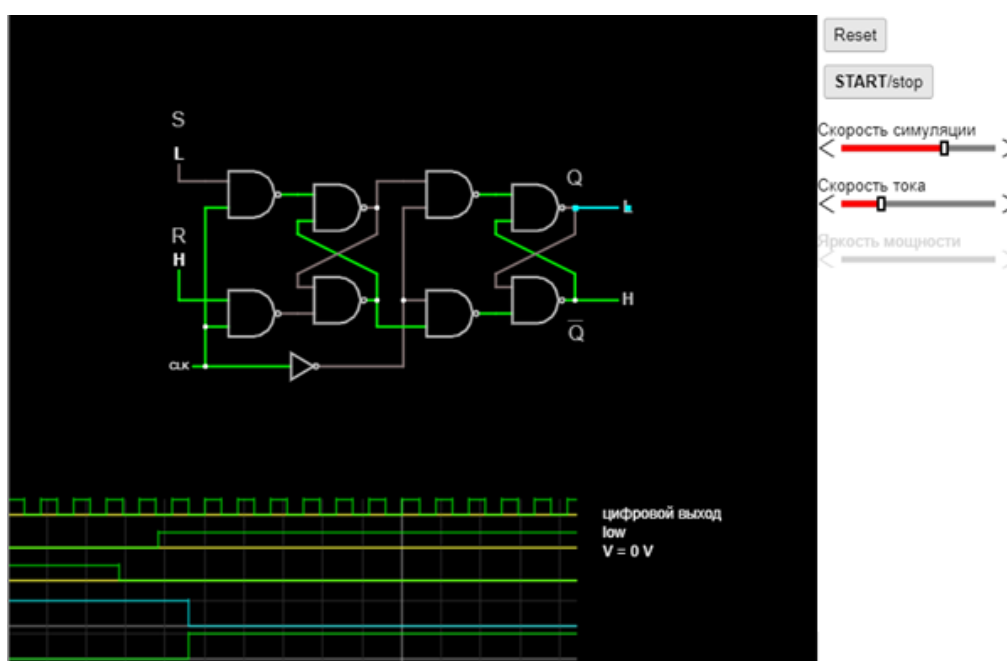 Reset
START/stop
Скорость симуляции
Скорость тока
Яркость мощности
S
L
R
H
CLK
Q
L
H
Q
цифровой выход
low
V = 0 V